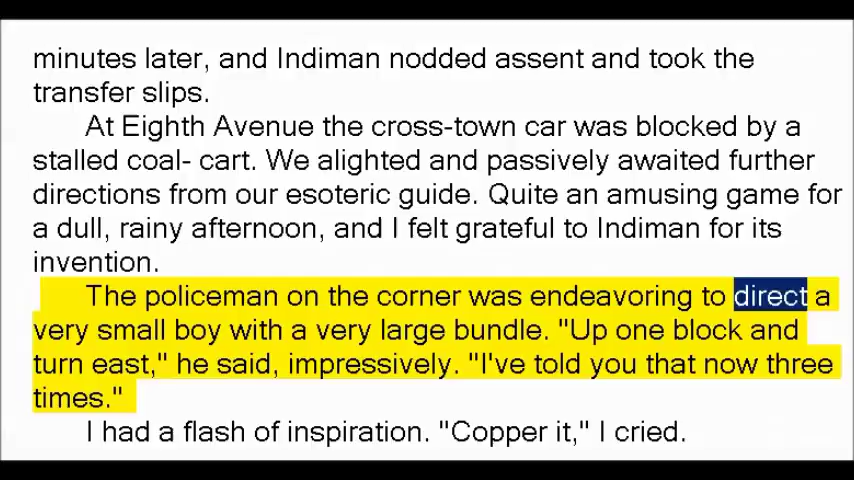 minutes later, and Indiman nodded assent and took the
transfer slips.
At Eighth Avenue the cross-town car was blocked by a
stalled coal- cart. We alighted and passively awaited further
directions from our esoteric guide. Quite an amusing game for
a dull, rainy afternoon, and I felt grateful to Indiman for its
invention.
The policeman on the corner was endeavoring to direct a
very small boy with a very large bundle. "Up one block and
turn east," he said, impressively. "I've told you that now three
times."
I had a flash of inspiration. "Copper it," I cried.